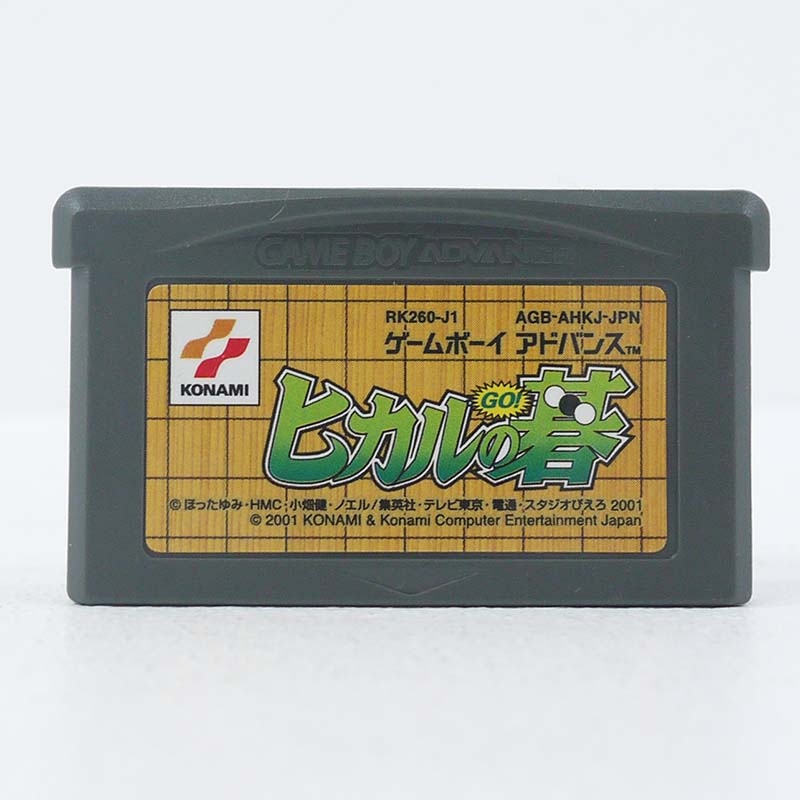 GAME BOY ADVANCE
RK260-J1 AGB-AHKJ-JPN
ゲームボーイ アドバンス™
KONAMI
GO!
ヒカルの碁
© ほったゆみ・HMC・小畑健・ノエル/集英社・テレビ東京・電通・スタジオぴえろ 2001
© 2001 KONAMI & Konami Computer Entertainment Japan